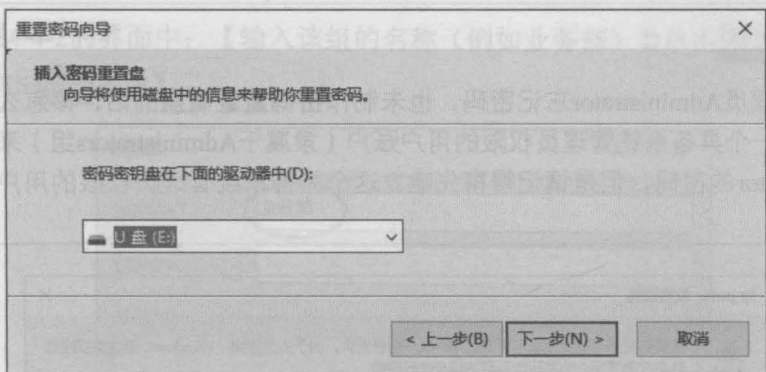 重置密码向导
插入密码重置盘
向导将使用磁盘中的信息来帮助你重置密码。
密码密钥盘在下面的驱动器中(D):
U 盘 (E:)
< 上一步(B)
下一步(N) >
取消